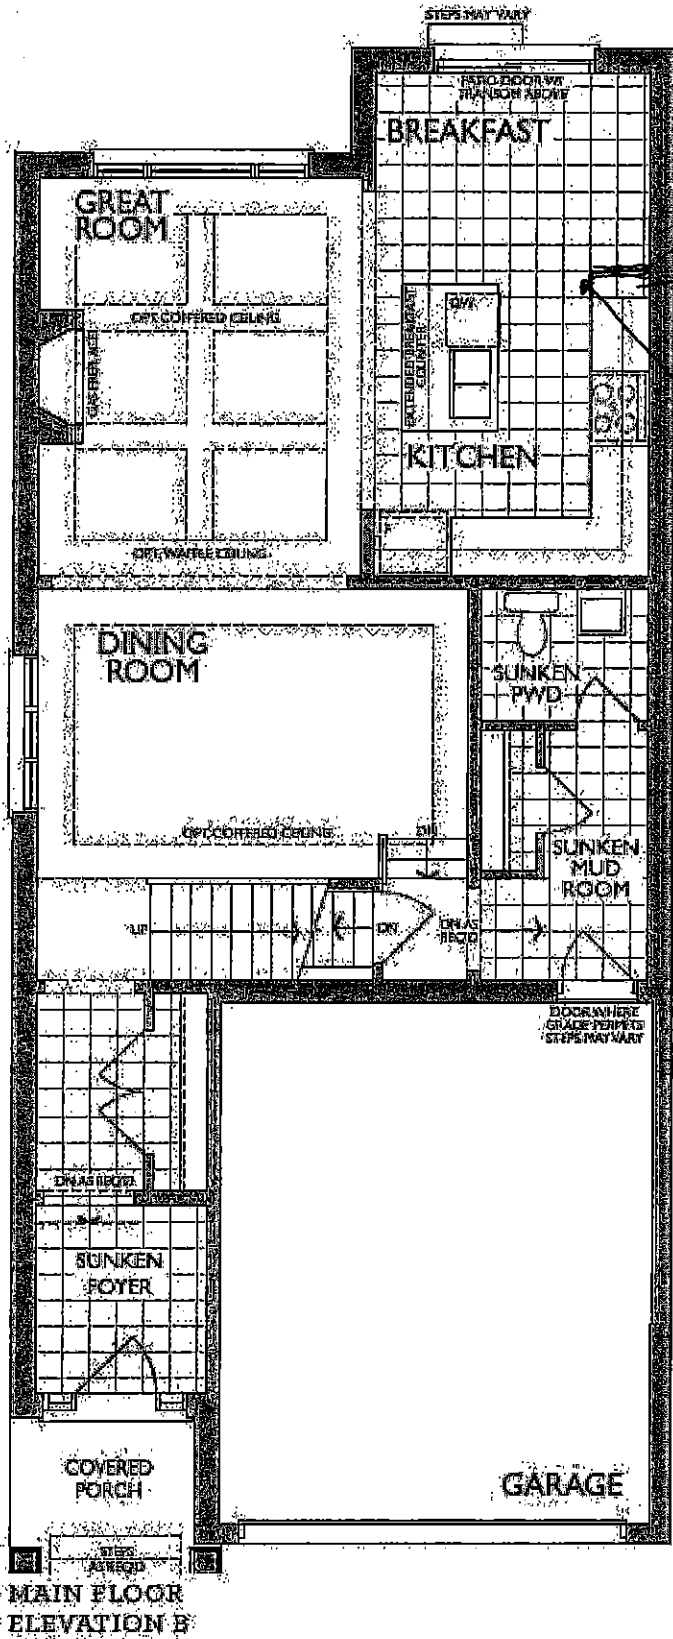 STEPS MAY VARY
PATIO DOOR W/
TRANSOM ABOVE
BREAKFAST
GREAT
ROOM
OPT. COFFERED CEILING
GAS FIREPLACE
EXTENDED BREAKFAST
COUNTER
DW
KITCHEN
F
OPT. WAFFLE CEILING
DINING
ROOM
OPT. COFFERED CEILING
SUNKEN
PWD
DN
SUNKEN
MUD
ROOM
UP
DN
DN AS
REQ'D
DOOR WHERE
GRADE PERMITS
STEPS MAY VARY
DN AS REQ'D
SUNKEN
FOYER
COVERED
PORCH
GARAGE
STEPS
AS REQ'D
MAIN FLOOR
ELEVATION B